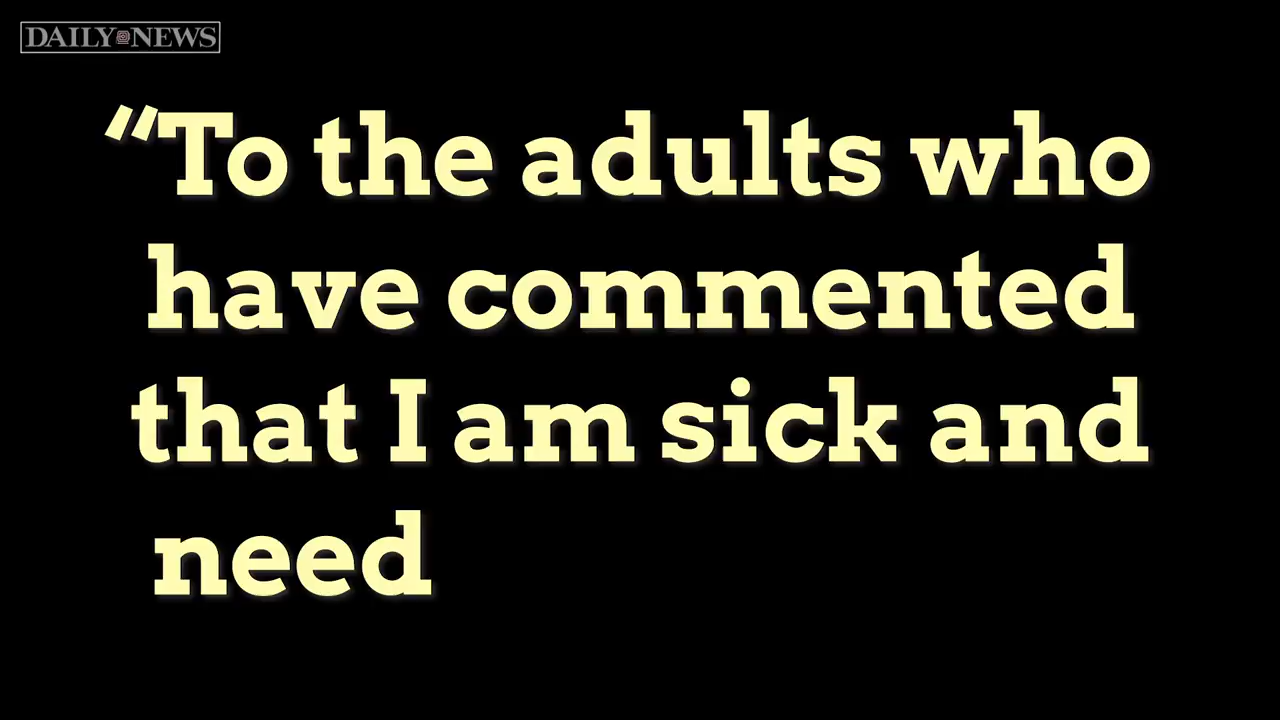 DAILY NEWS
“To the adults who
have commented
that I am sick and
need